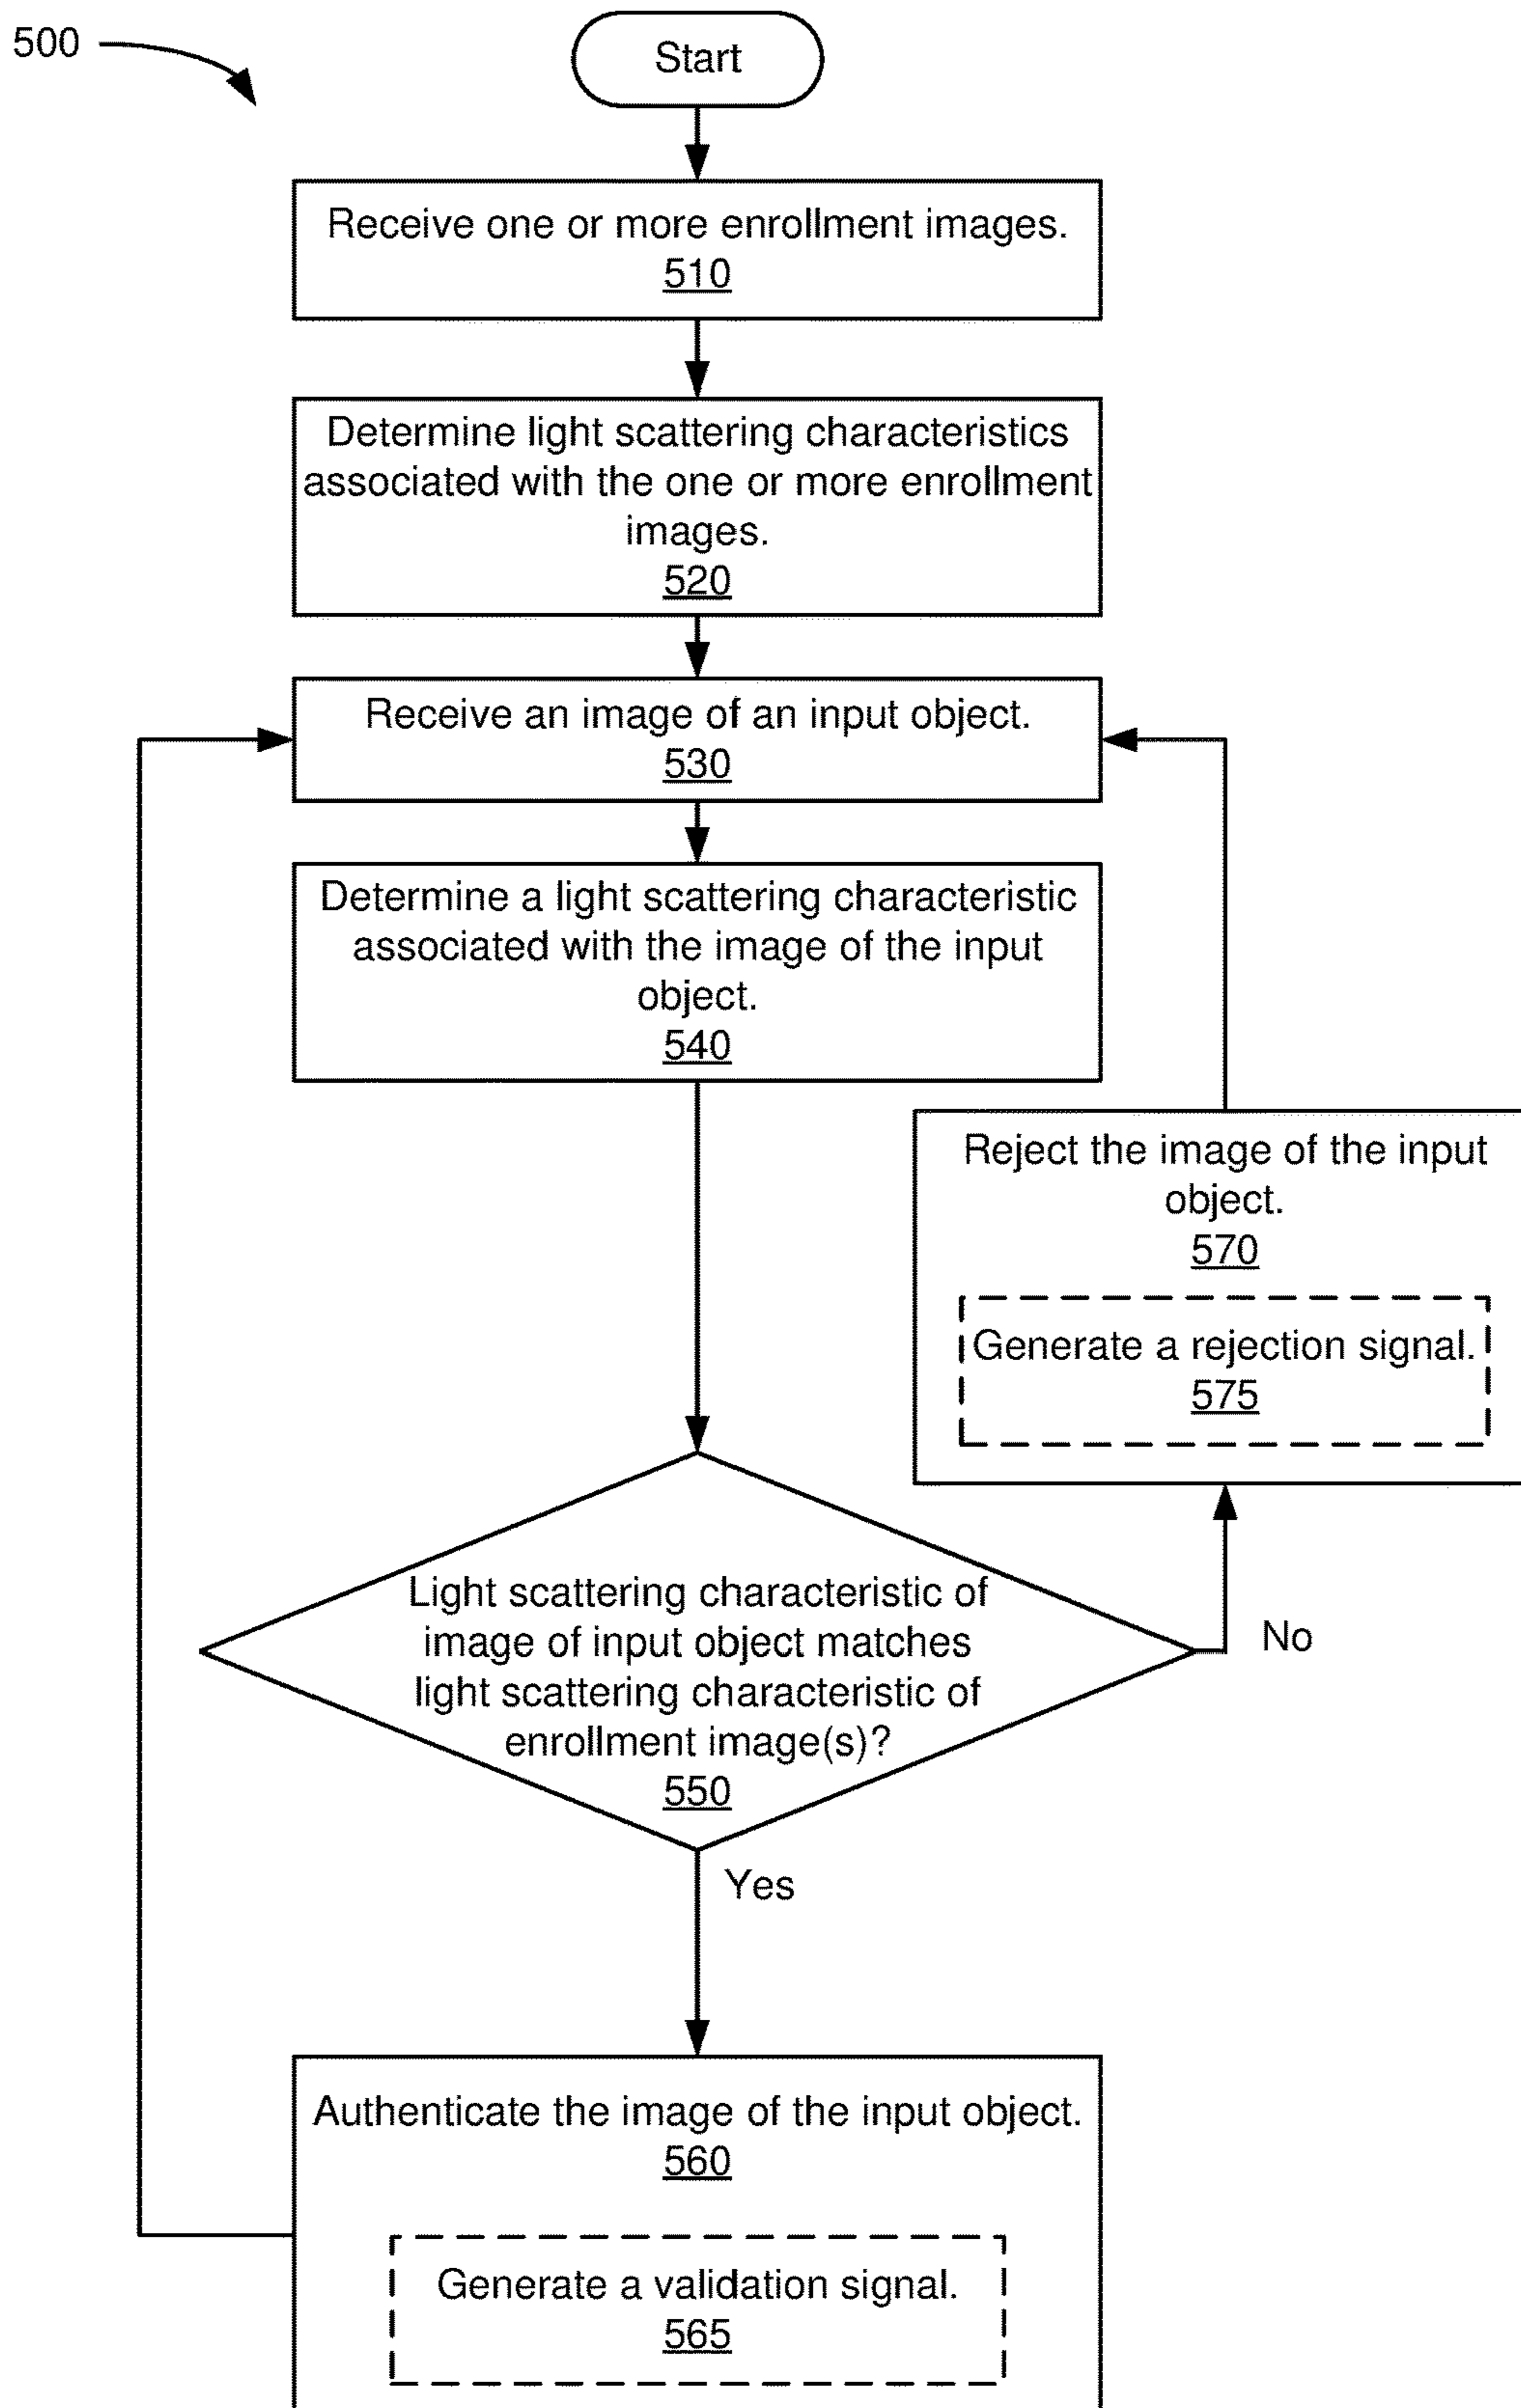 500
Start
Receive one or more enrollment images.
510
Determine light scattering characteristics
associated with the one or more enrollment
images.
520
Receive an image of an input object.
530
Determine a light scattering characteristic
associated with the image of the input
object.
540
Reject the image of the input
object.
570
Generate a rejection signal.
575
Light scattering characteristic of
image of input object matches
light scattering characteristic of
enrollment image(s)?
550
No
Yes
Authenticate the image of the input object.
560
Generate a validation signal.
565